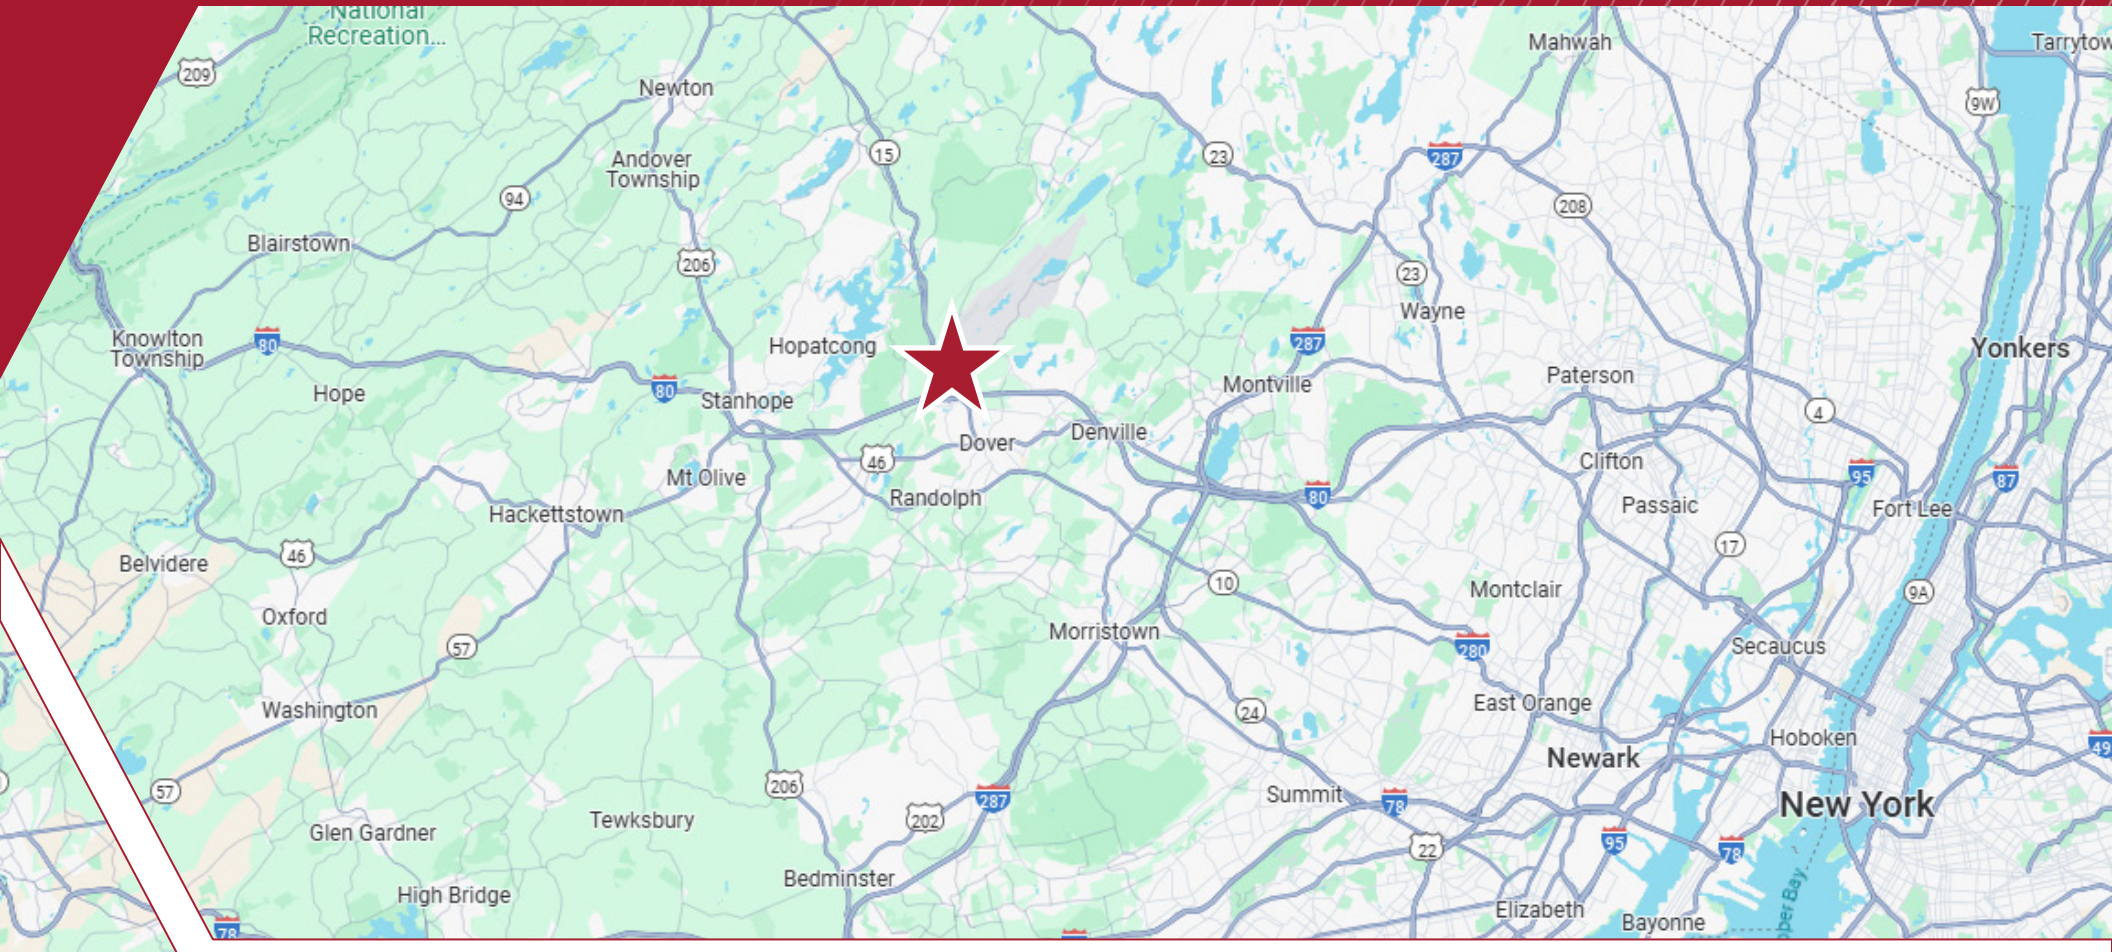 National
Recreation...
Mahwah
Tarrytow
209
Newton
9W
15
23
287
Andover
Township
94
208
Blairstown
206
23
Wayne
Knowlton
Township
80
Hopatcong
287
Yonkers
Hope
80
Stanhope
Montville
Paterson
4
Dover
Denville
46
Clifton
95
87
Mt Olive
Randolph
80
Passaic
Fort Lee
Hackettstown
17
46
Belvidere
10
Montclair
9A
Oxford
Morristown
57
280
Secaucus
Washington
24
East Orange
Hoboken
Newark
57
206
287
Summit
78
New York
49
202
Glen Gardner
Tewksbury
22
95
78
Bedminster
High Bridge
Elizabeth
Bayonne
per Bay
78